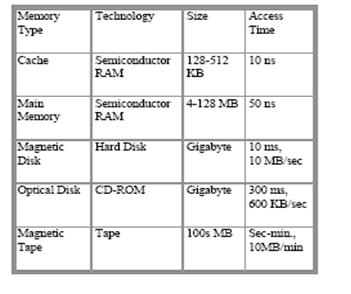 Memory Type Technology Size Access Time
Cache Semiconductor RAM 128-512 KB 10 ns
Main Memory Semiconductor RAM 4-128 MB 50 ns
Magnetic Disk Hard Disk Gigabyte 10 ms, 10 MB/sec
Optical Disk CD-ROM Gigabyte 300 ms, 600 KB/sec
Magnetic Tape Tape 100s MB Sec-min., 10MB/min